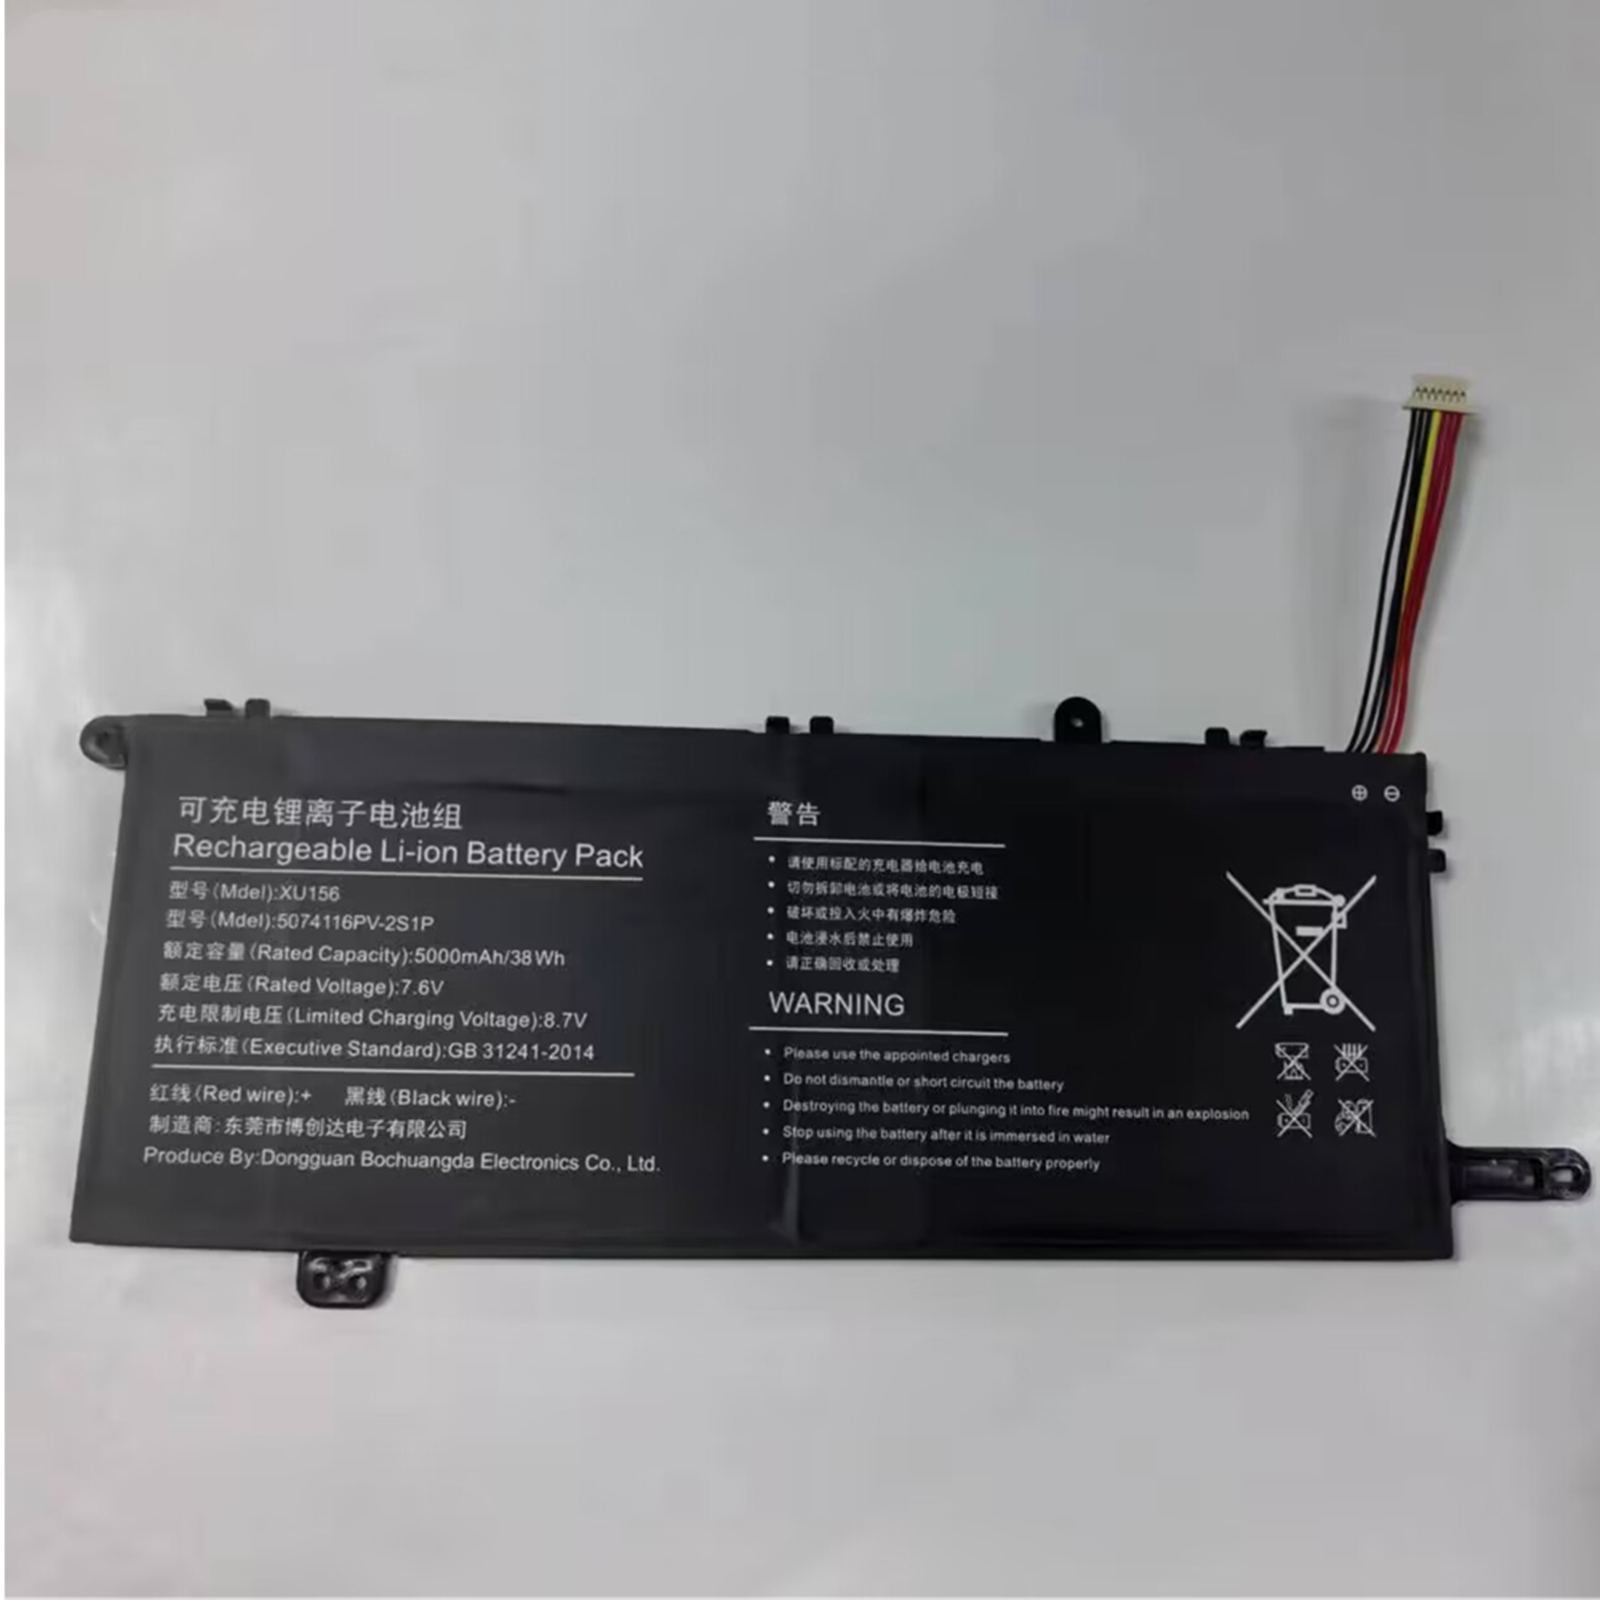 可充电锂离子电池组
Rechargeable Li-ion Battery Pack
型号(Mdel):XU156
型号(Mdel):5074116PV-2S1P
额定容量(Rated Capacity):5000mAh/38Wh
额定电压(Rated Voltage):7.6V
充电限制电压(Limited Charging Voltage):8.7V
执行标准(Executive Standard):GB 31241-2014
红线(Red wire):+ 黑线(Black wire):-
制造商:东莞市博创达电子有限公司
Produce By:Dongguan Bochuangda Electronics Co., Ltd.
警告
• 请使用标配的充电器给电池充电
• 切勿拆卸电池或将电池的电极短接
• 破坏或投入火中有爆炸危险
• 电池浸水后禁止使用
• 请正确回收或处理
WARNING
• Please use the appointed chargers
• Do not dismantle or short circuit the battery
• Destroying the battery or plunging it into fire might result in an explosion
• Stop using the battery after it is immersed in water
• Please recycle or dispose of the battery properly
⊕ ⊖